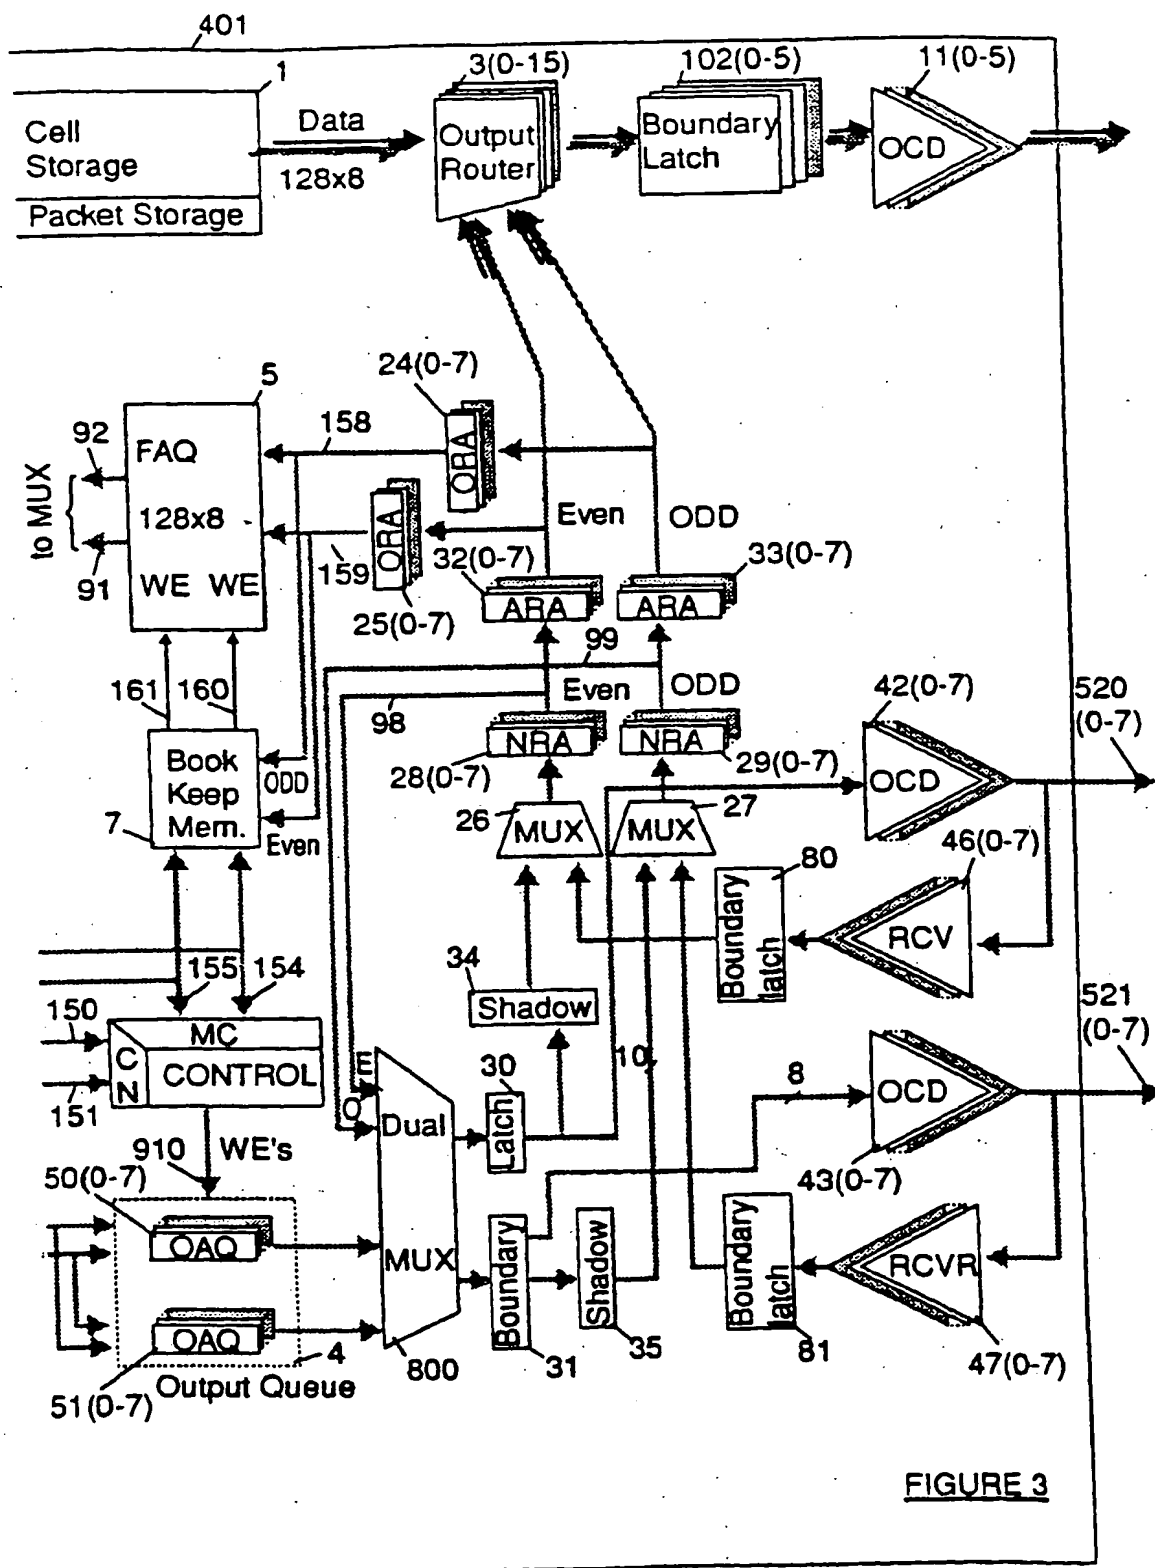 401
1
3(0-15)
102(0-5)
11(0-5)
Cell
Storage
Data
128x8
Output
Router
Boundary
Latch
OCD
Packet Storage
24(0-7)
5
92
158
FAQ
ORA
to MUX
128x8
ORA
Even
ODD
91
WE WE
159
32(0-7)
33(0-7)
ARA
ARA
25(0-7)
99
161
160
Even
ODD
98
42(0-7)
520
(0-7)
NRA
NRA
Book
Keep
Mem.
ODD
28(0-7)
29(0-7)
OCD
7
Even
26
MUX
27
MUX
80
46(0-7)
Boundary
latch
RCV
155
154
34
Shadow
521
(0-7)
150
MC
C
N
CONTROL
151
E
O
Dual
30
Latch
10
8
OCD
910
WE's
50(0-7)
43(0-7)
OAQ
MUX
Boundary
Shadow
Boundary
latch
RCVR
OAQ
4
800
31
35
81
47(0-7)
51(0-7)
Output Queue
FIGURE 3